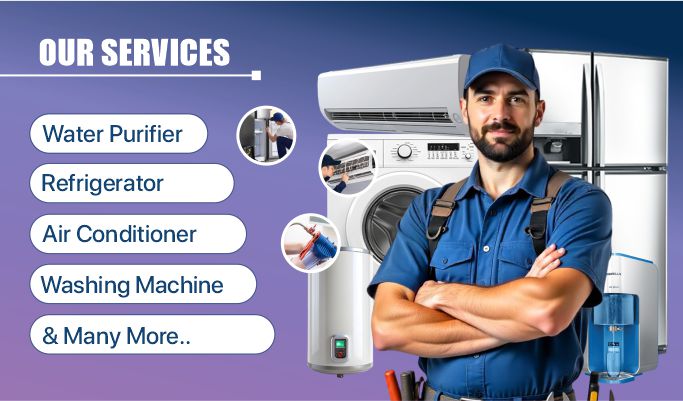 OUR SERVICES
Water Purifier
Refrigerator
Air Conditioner
Washing Machine
& Many More..